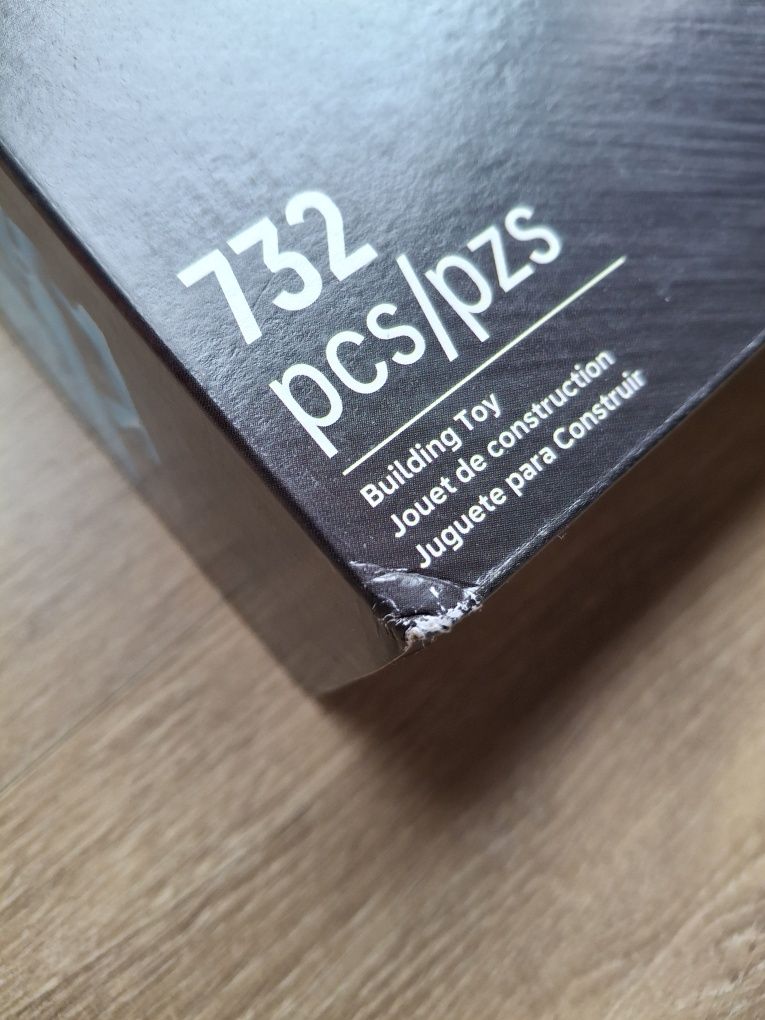 732
pcs/pzs
Building Toy
Jouet de construction
Juguete para Construir